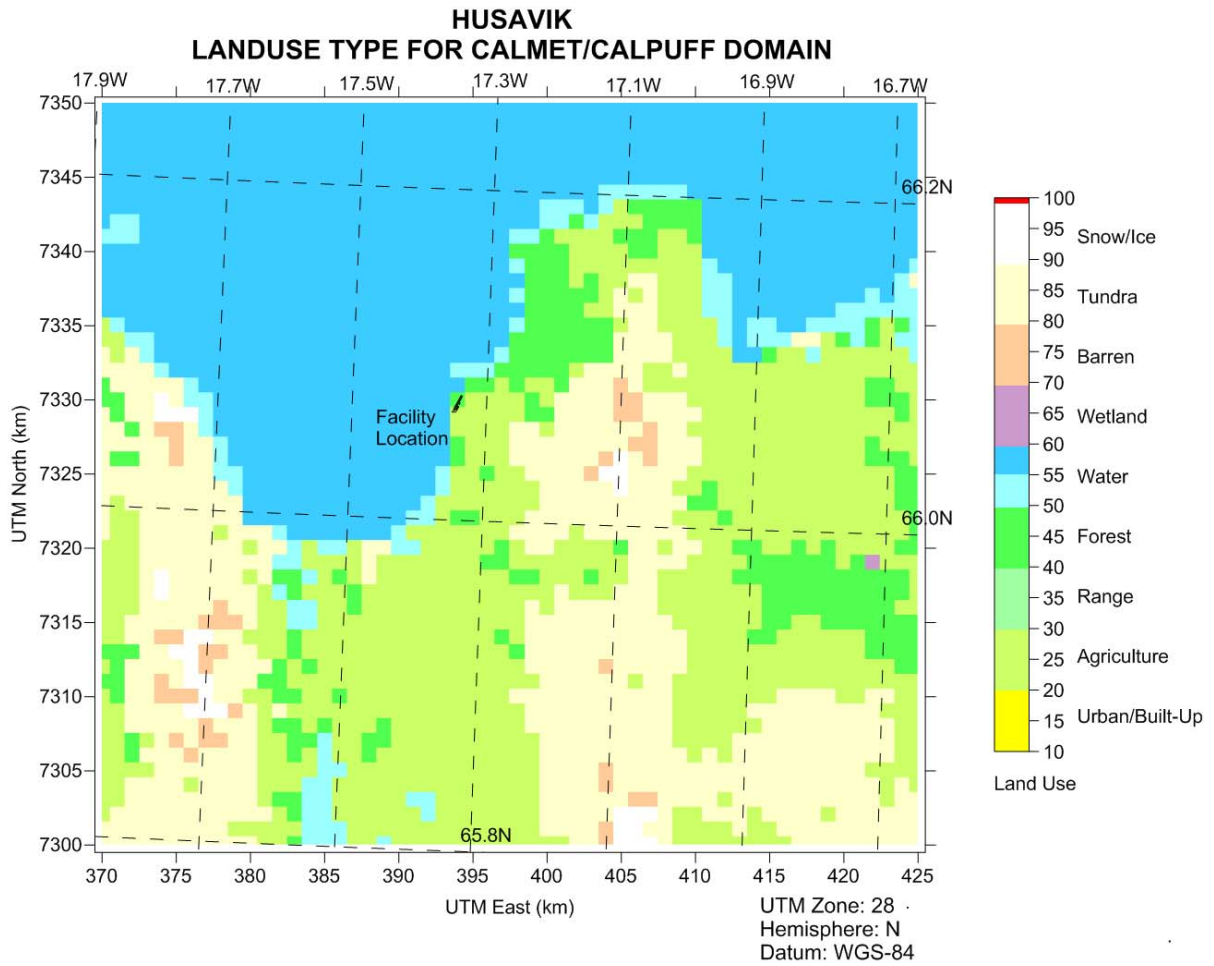 HUSAVIK
LANDUSE TYPE FOR CALMET/CALPUFF DOMAIN
17.9W 17.7W 17.5W 17.3W 17.1W 16.9W 16.7W
7350
7345
7340
7335
7330
7325
7320
7315
7310
7305
7300
UTM North (km)
66.2N
66.0N
65.8N
Facility
Location
370 375 380 385 390 395 400 405 410 415 420 425
UTM East (km)
UTM Zone: 28
Hemisphere: N
Datum: WGS-84
100
95 Snow/Ice
90
85 Tundra
80
75 Barren
70
65 Wetland
60
55 Water
50
45 Forest
40
35 Range
30
25 Agriculture
20
15 Urban/Built-Up
10
Land Use